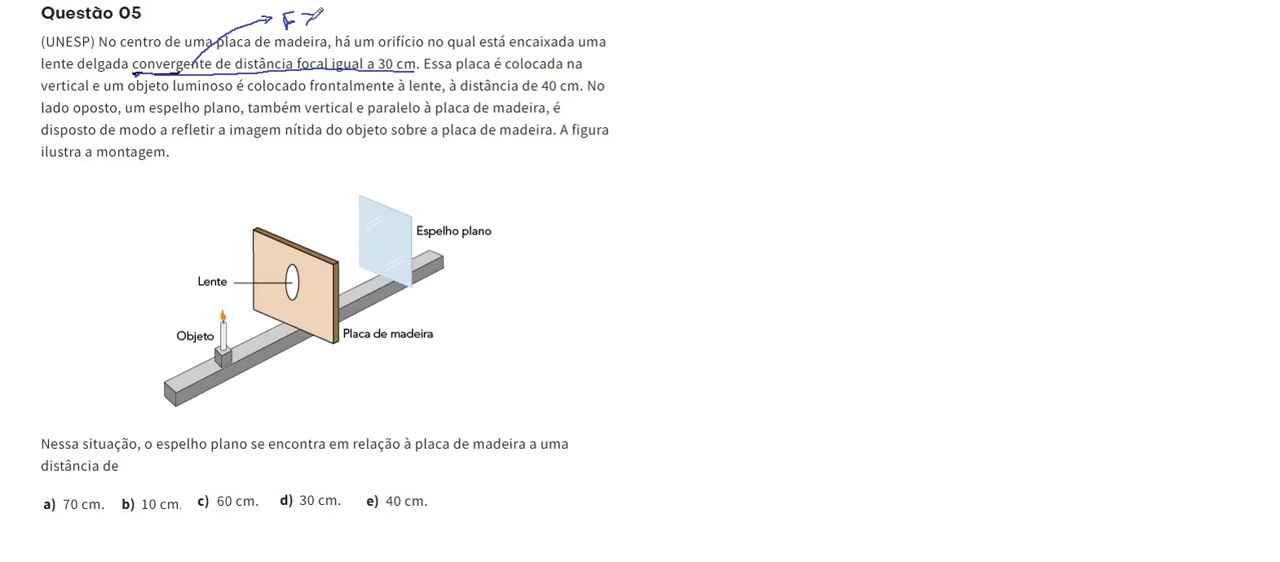 Questão 05
F >
(UNESP) No centro de uma placa de madeira, há um orifício no qual está encaixada uma
lente delgada convergente de distância focal igual a 30 cm. Essa placa é colocada na
vertical e um objeto luminoso é colocado frontalmente à lente, à distância de 40 cm. No
lado oposto, um espelho plano, também vertical e paralelo à placa de madeira, é
disposto de modo a refletir a imagem nítida do objeto sobre a placa de madeira. A figura
ilustra a montagem.
Espelho plano
Lente
Objeto
Placa de madeira
Nessa situação, o espelho plano se encontra em relação à placa de madeira a uma
distância de
a) 70 cm. b) 10 cm. c) 60 cm. d) 30 cm. e) 40 cm.